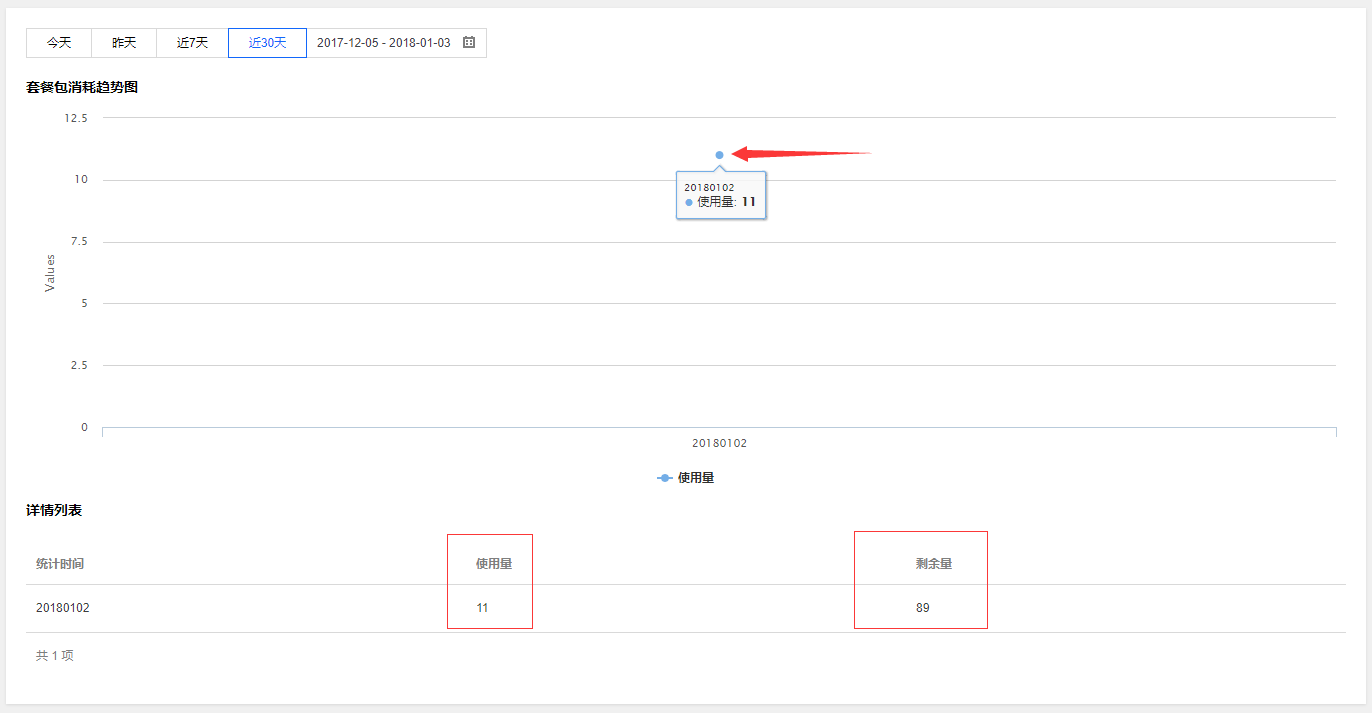 今天 昨天 近7天 近30天 2017-12-05 - 2018-01-03
套餐包消耗趋势图
12.5
10
7.5
5
2.5
0
Values
20180102
使用量: 11
20180102
使用量
详情列表
统计时间 使用量 剩余量
20180102 11 89
共 1 项